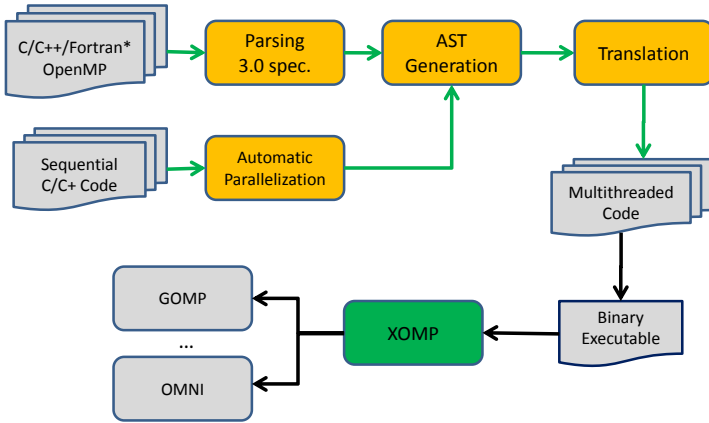 C/C++/Fortran*
OpenMP
Parsing
3.0 spec.
AST
Generation
Translation
Sequential
C/C+ Code
Automatic
Parallelization
Multithreaded
Code
GOMP
...
OMNI
XOMP
Binary
Executable